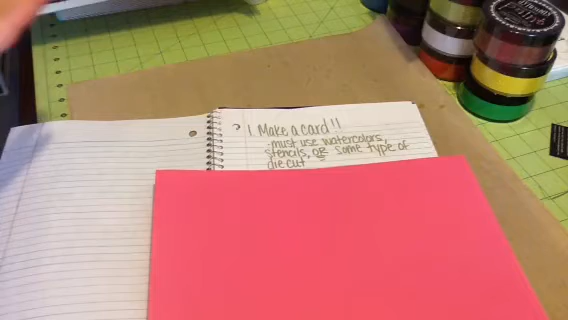 1. Make a card!!
- must use watercolors,
stencils, OR some type of
die cut